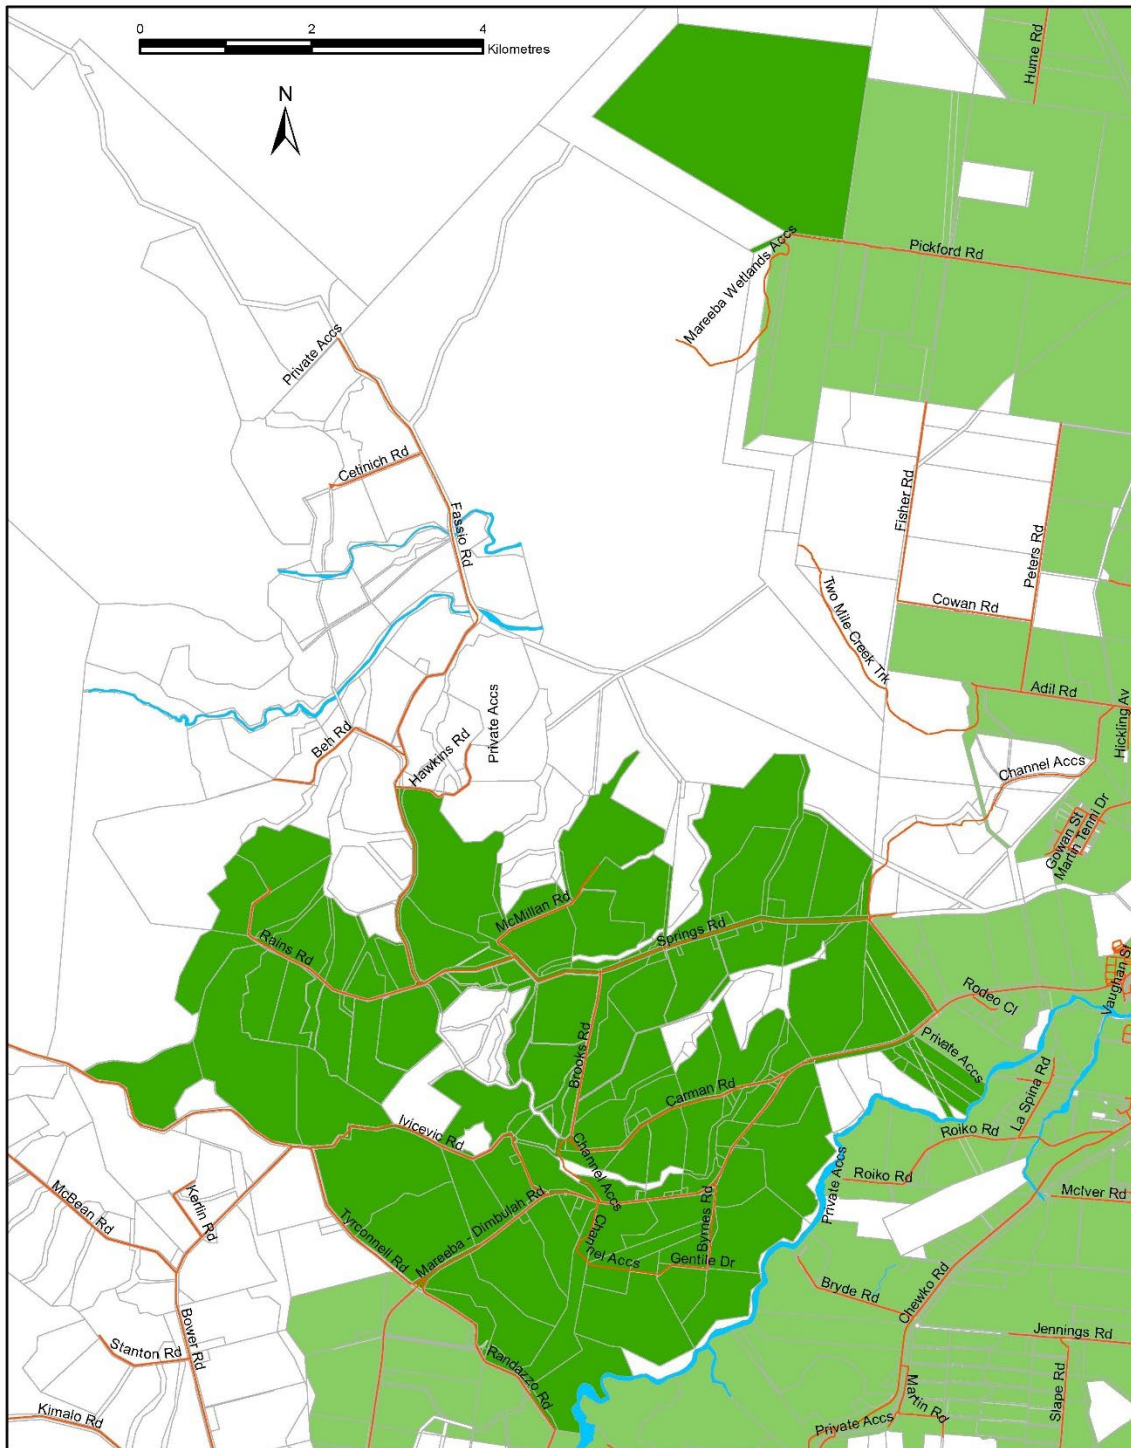 0 2 4
Kilometres
N
Hume Rd
Pickford Rd
Mareeba Wetlands Accs
Private Accs
Cetinich Rd
Fassio Rd
Fisher Rd
Peters Rd
Cowan Rd
Two Mile Creek Trk
Adil Rd
Hickling Av
Private Accs
Beh Rd
Hawkins Rd
Channel Accs
Gowan St
Martin Tenni Dr
McMillan Rd
Springs Rd
Rains Rd
Vaughan St
Rodeo Cl
Brooks Rd
Private Accs
Carman Rd
La Spina Rd
Ivicevic Rd
Roiko Rd
Channel Accs
Private Accs
Roiko Rd
McIver Rd
McBean Rd
Kerlin Rd
Tyrconnell Rd
Mareeba - Dimbulah Rd
Channel Accs
Byrnes Rd
Gentile Dr
Bryde Rd
Chewko Rd
Bower Rd
Stanton Rd
Jennings Rd
Randazzo Rd
Martin Rd
Slape Rd
Kimalo Rd
Private Accs